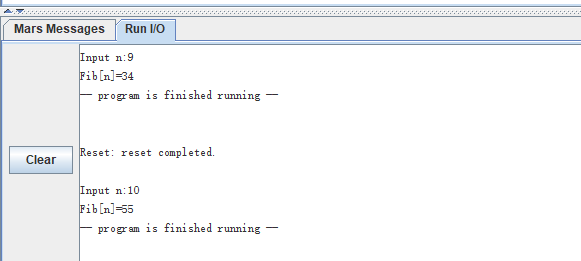 Mars Messages Run I/O
Input n:9
Fib[n]=34
-- program is finished running --
Reset: reset completed.
Clear
Input n:10
Fib[n]=55
-- program is finished running --